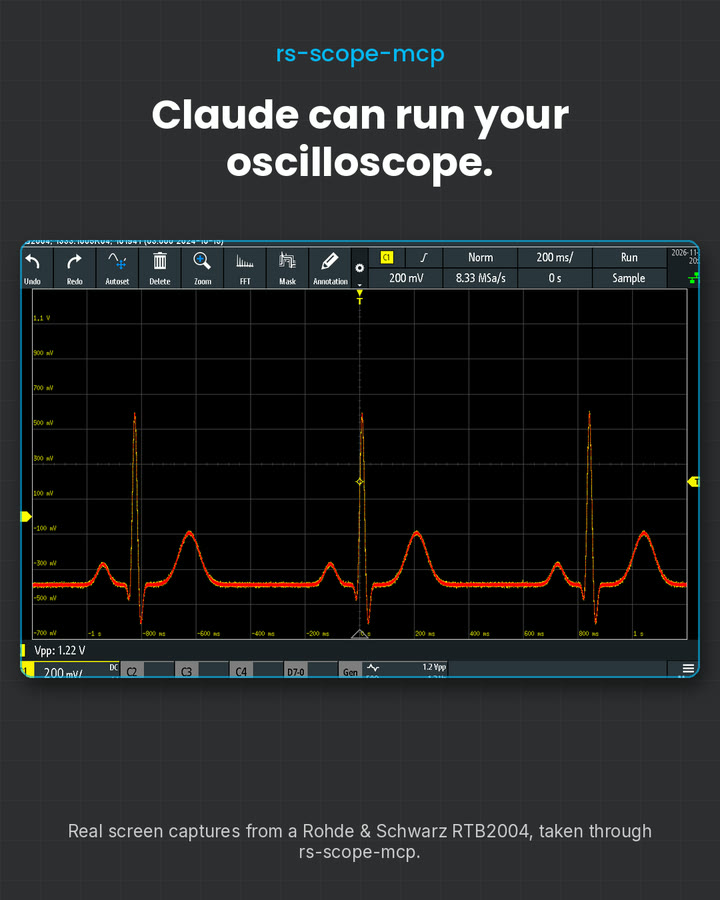 rs-scope-mcp
Claude can run your
oscilloscope.
Undo Redo Autoset Delete Zoom FFT Mask Annotation
C1 Norm 200 ms/ Run
200 mV 8.33 MSa/s 0 s Sample
T
1.1 V
900 mV
700 mV
500 mV
300 mV
100 mV
-100 mV
-300 mV
-500 mV
-700 mV -1 s -800 ms -600 ms -400 ms -200 ms 0 s 200 ms 400 ms 600 ms 800 ms 1 s
Vpp: 1.22 V
200 mV/ DC C2 C3 C4 D7-0 Gen 1.2 Vpp
Real screen captures from a Rohde & Schwarz RTB2004, taken through
rs-scope-mcp.